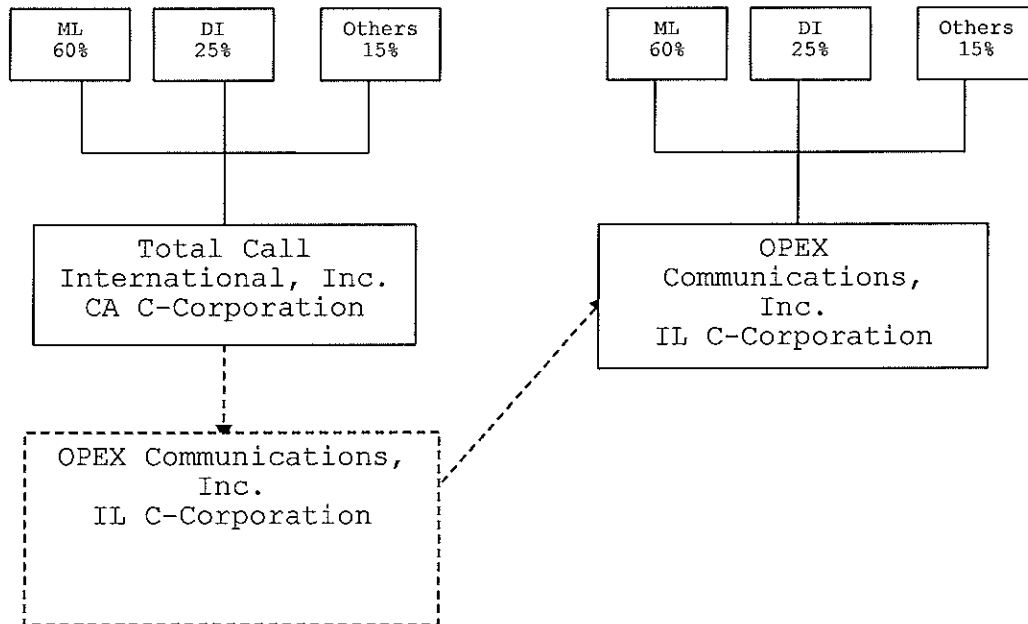 ML
60%
DI
25%
Others
15%
ML
60%
DI
25%
Others
15%
Total Call
International, Inc.
CA C-Corporation
OPEX
Communications,
Inc.
IL C-Corporation
OPEX Communications,
Inc.
IL C-Corporation